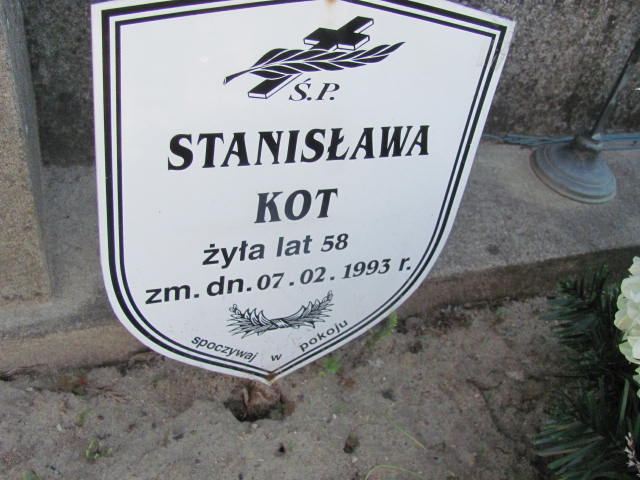 Ś.P.
STANISŁAWA
KOT
żyła lat 58
zm. dn. 07.02.1993 r.
spoczywaj w pokoju